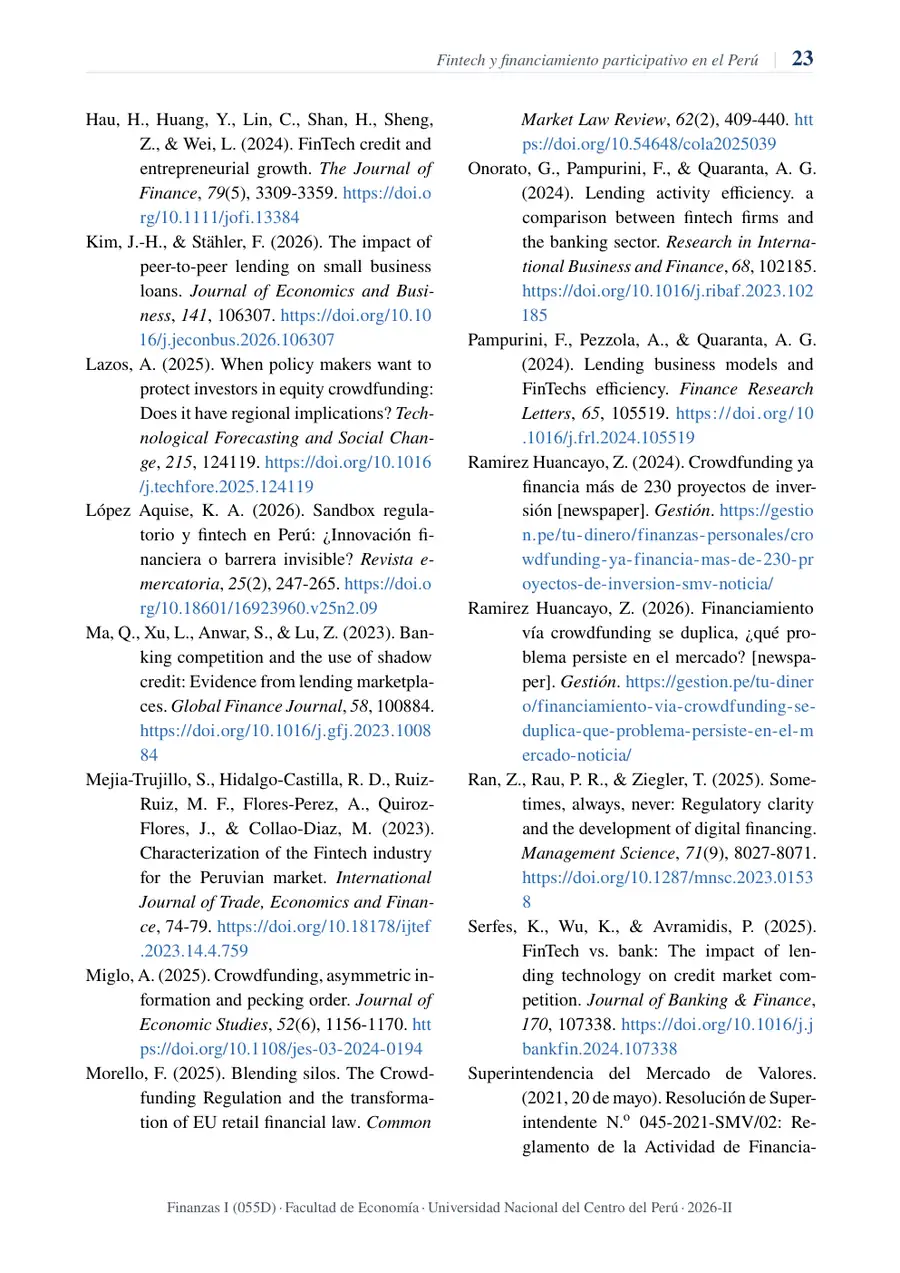 Fintech y financiamiento participativo en el Perú | 23
Hau, H., Huang, Y., Lin, C., Shan, H., Sheng,
Z., & Wei, L. (2024). FinTech credit and
entrepreneurial growth. The Journal of
Finance, 79(5), 3309-3359. https://doi.o
rg/10.1111/jofi.13384
Kim, J.-H., & Stähler, F. (2026). The impact of
peer-to-peer lending on small business
loans. Journal of Economics and Busi-
ness, 141, 106307. https://doi.org/10.10
16/j.jeconbus.2026.106307
Lazos, A. (2025). When policy makers want to
protect investors in equity crowdfunding:
Does it have regional implications? Tech-
nological Forecasting and Social Chan-
ge, 215, 124119. https://doi.org/10.1016
/j.techfore.2025.124119
López Aquise, K. A. (2026). Sandbox regula-
torio y fintech en Perú: ¿Innovación fi-
nanciera o barrera invisible? Revista e-
mercatoria, 25(2), 247-265. https://doi.o
rg/10.18601/16923960.v25n2.09
Ma, Q., Xu, L., Anwar, S., & Lu, Z. (2023). Ban-
king competition and the use of shadow
credit: Evidence from lending marketpla-
ces. Global Finance Journal, 58, 100884.
https://doi.org/10.1016/j.gfj.2023.1008
84
Mejia-Trujillo, S., Hidalgo-Castilla, R. D., Ruiz-
Ruiz, M. F., Flores-Perez, A., Quiroz-
Flores, J., & Collao-Diaz, M. (2023).
Characterization of the Fintech industry
for the Peruvian market. International
Journal of Trade, Economics and Finan-
ce, 74-79. https://doi.org/10.18178/ijtef
.2023.14.4.759
Miglo, A. (2025). Crowdfunding, asymmetric in-
formation and pecking order. Journal of
Economic Studies, 52(6), 1156-1170. htt
ps://doi.org/10.1108/jes-03-2024-0194
Morello, F. (2025). Blending silos. The Crowd-
funding Regulation and the transforma-
tion of EU retail financial law. Common
Market Law Review, 62(2), 409-440. htt
ps://doi.org/10.54648/cola2025039
Onorato, G., Pampurini, F., & Quaranta, A. G.
(2024). Lending activity efficiency. a
comparison between fintech firms and
the banking sector. Research in Interna-
tional Business and Finance, 68, 102185.
https://doi.org/10.1016/j.ribaf.2023.102
185
Pampurini, F., Pezzola, A., & Quaranta, A. G.
(2024). Lending business models and
FinTechs efficiency. Finance Research
Letters, 65, 105519. https://doi.org/10
.1016/j.frl.2024.105519
Ramirez Huancayo, Z. (2024). Crowdfunding ya
financia más de 230 proyectos de inver-
sión [newspaper]. Gestión. https://gestio
n.pe/tu-dinero/finanzas-personales/cro
wdfunding-ya-financia-mas-de-230-pr
oyectos-de-inversion-smv-noticia/
Ramirez Huancayo, Z. (2026). Financiamiento
vía crowdfunding se duplica, ¿qué pro-
blema persiste en el mercado? [newspa-
per]. Gestión. https://gestion.pe/tu-diner
o/financiamiento-via-crowdfunding-se-
duplica-que-problema-persiste-en-el-m
ercado-noticia/
Ran, Z., Rau, P. R., & Ziegler, T. (2025). Some-
times, always, never: Regulatory clarity
and the development of digital financing.
Management Science, 71(9), 8027-8071.
https://doi.org/10.1287/mnsc.2023.0153
8
Serfes, K., Wu, K., & Avramidis, P. (2025).
FinTech vs. bank: The impact of len-
ding technology on credit market com-
petition. Journal of Banking & Finance,
170, 107338. https://doi.org/10.1016/j.j
bankfin.2024.107338
Superintendencia del Mercado de Valores.
(2021, 20 de mayo). Resolución de Super-
intendente N.º 045-2021-SMV/02: Re-
glamento de la Actividad de Financia-
Finanzas I (055D) · Facultad de Economía · Universidad Nacional del Centro del Perú · 2026-II